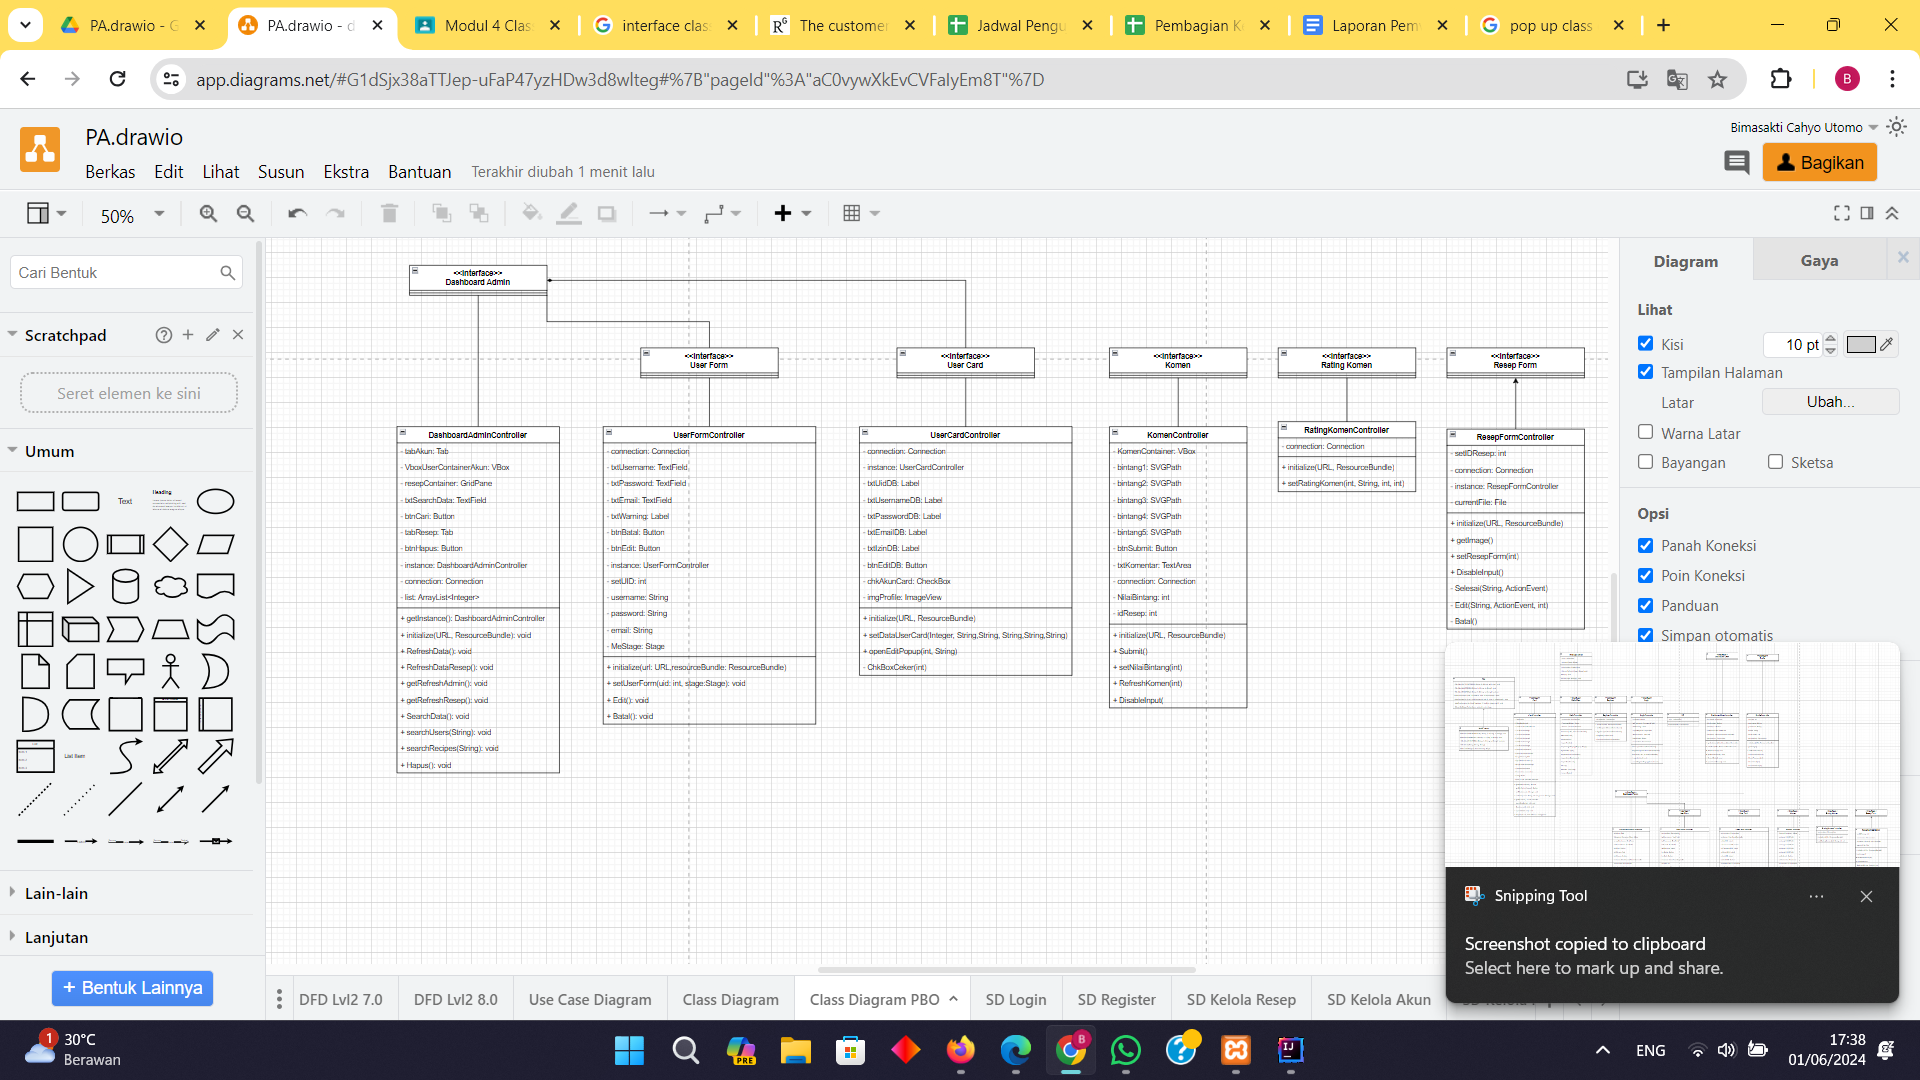 PA.drawio - G
PA.drawio - d
Modul 4 Clas
interface class
The customer
Jadwal Pengu
Pembagian K
Laporan Pem
pop up class
app.diagrams.net/#G1dSjx38aTTJep-uFaP47yzHDw3d8wlteg#%7B"pageId"%3A"aC0vywXkEvCVFalyEm8T"%7D
B
PA.drawio
Bimasakti Cahyo Utomo
Berkas Edit Lihat Susun Ekstra Bantuan Terakhir diubah 1 menit lalu
Bagikan
50%
Cari Bentuk
Scratchpad
Seret elemen ke sini
Umum
Text
Heading
List Item
Lain-lain
Lanjutan
+ Bentuk Lainnya
<<Interface>>
Dashboard Admin
<<Interface>>
User Form
<<Interface>>
User Card
<<Interface>>
Komen
<<Interface>>
Rating Komen
<<Interface>>
Resep Form
DashboardAdminController
- tabAkun: Tab
- VboxUserContainerAkun: VBox
- resepContainer: GridPane
- txtSearchData: TextField
- btnCari: Button
- tabResep: Tab
- btnHapus: Button
- instance: DashboardAdminController
- connection: Connection
- list: ArrayList<Integer>
+ getInstance(): DashboardAdminController
+ initialize(URL, ResourceBundle): void
+ RefreshData(): void
+ RefreshDataResep(): void
+ getRefreshAdmin(): void
+ getRefreshResep(): void
+ SearchData(): void
+ searchUsers(String): void
+ searchRecipes(String): void
+ Hapus(): void
UserFormController
- connection: Connection
- txtUsername: TextField
- txtPassword: TextField
- txtEmail: TextField
- txtWarning: Label
- btnBatal: Button
- btnEdit: Button
- instance: UserFormController
- setUID: int
- username: String
- password: String
- email: String
- MeStage: Stage
+ initialize(url: URL,resourceBundle: ResourceBundle)
+ setUserForm(uid: int, stage:Stage): void
+ Edit(): void
+ Batal(): void
UserCardController
- connection: Connection
- instance: UserCardController
- txtUidDB: Label
- txtUsernameDB: Label
- txtPasswordDB: Label
- txtEmailDB: Label
- txtIzinDB: Label
- btnEditDB: Button
- chkAkunCard: CheckBox
- imgProfile: ImageView
+ initialize(URL, ResourceBundle)
+ setDataUserCard(Integer, String,String, String,String,String)
+ openEditPopup(int, String)
- ChkBoxCeker(int)
KomenController
- KomenContainer: VBox
- bintang1: SVGPath
- bintang2: SVGPath
- bintang3: SVGPath
- bintang4: SVGPath
- bintang5: SVGPath
- btnSubmit: Button
- txtKomentar: TextArea
- connection: Connection
- NilaiBintang: int
- idResep: int
+ initialize(URL, ResourceBundle)
+ Submit()
+ setNilaiBintang(int)
+ RefreshKomen(int)
+ DisableInput(
RatingKomenController
- connection: Connection
+ initialize(URL, ResourceBundle)
+ setRatingKomen(int, String, int, int)
ResepFormController
- setIDResep: int
- connection: Connection
- instance: ResepFormController
- currentFile: File
+ initialize(URL, ResourceBundle)
+ getImage()
+ setResepForm(int)
+ DisableInput()
- Selesai(String, ActionEvent)
- Edit(String, ActionEvent, int)
- Batal()
Diagram
Gaya
Lihat
Kisi
10 pt
Tampilan Halaman
Latar
Ubah...
Warna Latar
Bayangan
Sketsa
Opsi
Panah Koneksi
Poin Koneksi
Panduan
Simpan otomatis
Snipping Tool
Screenshot copied to clipboard
Select here to mark up and share.
DFD Lvl2 7.0
DFD Lvl2 8.0
Use Case Diagram
Class Diagram
Class Diagram PBO
SD Login
SD Register
SD Kelola Resep
SD Kelola Akun
1
30°C
Berawan
PRE
B
ENG
17:38
01/06/2024